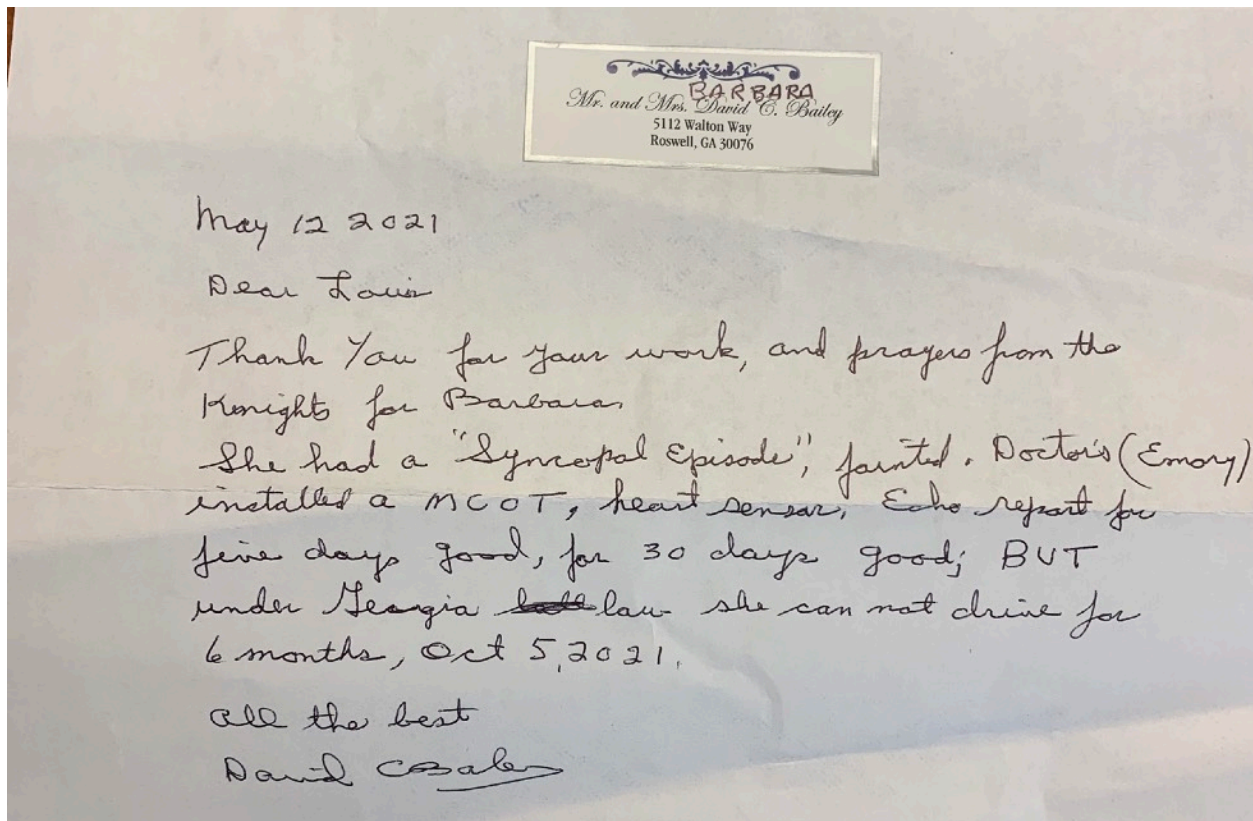 BARBARA
Mr. and Mrs. David C. Bailey
5112 Walton Way
Roswell, GA 30076
May 12 2021
Dear Louis
Thank You for your work, and prayers from the
Knights for Barbara.
She had a "Syncopal Episode", fainted. Doctor's (Emory)
installed a MCOT, heart sensor. Echo report for
five days good, for 30 days good; BUT
under Georgia law she can not drive for
6 months, Oct 5, 2021.
All the best
David C Bailey